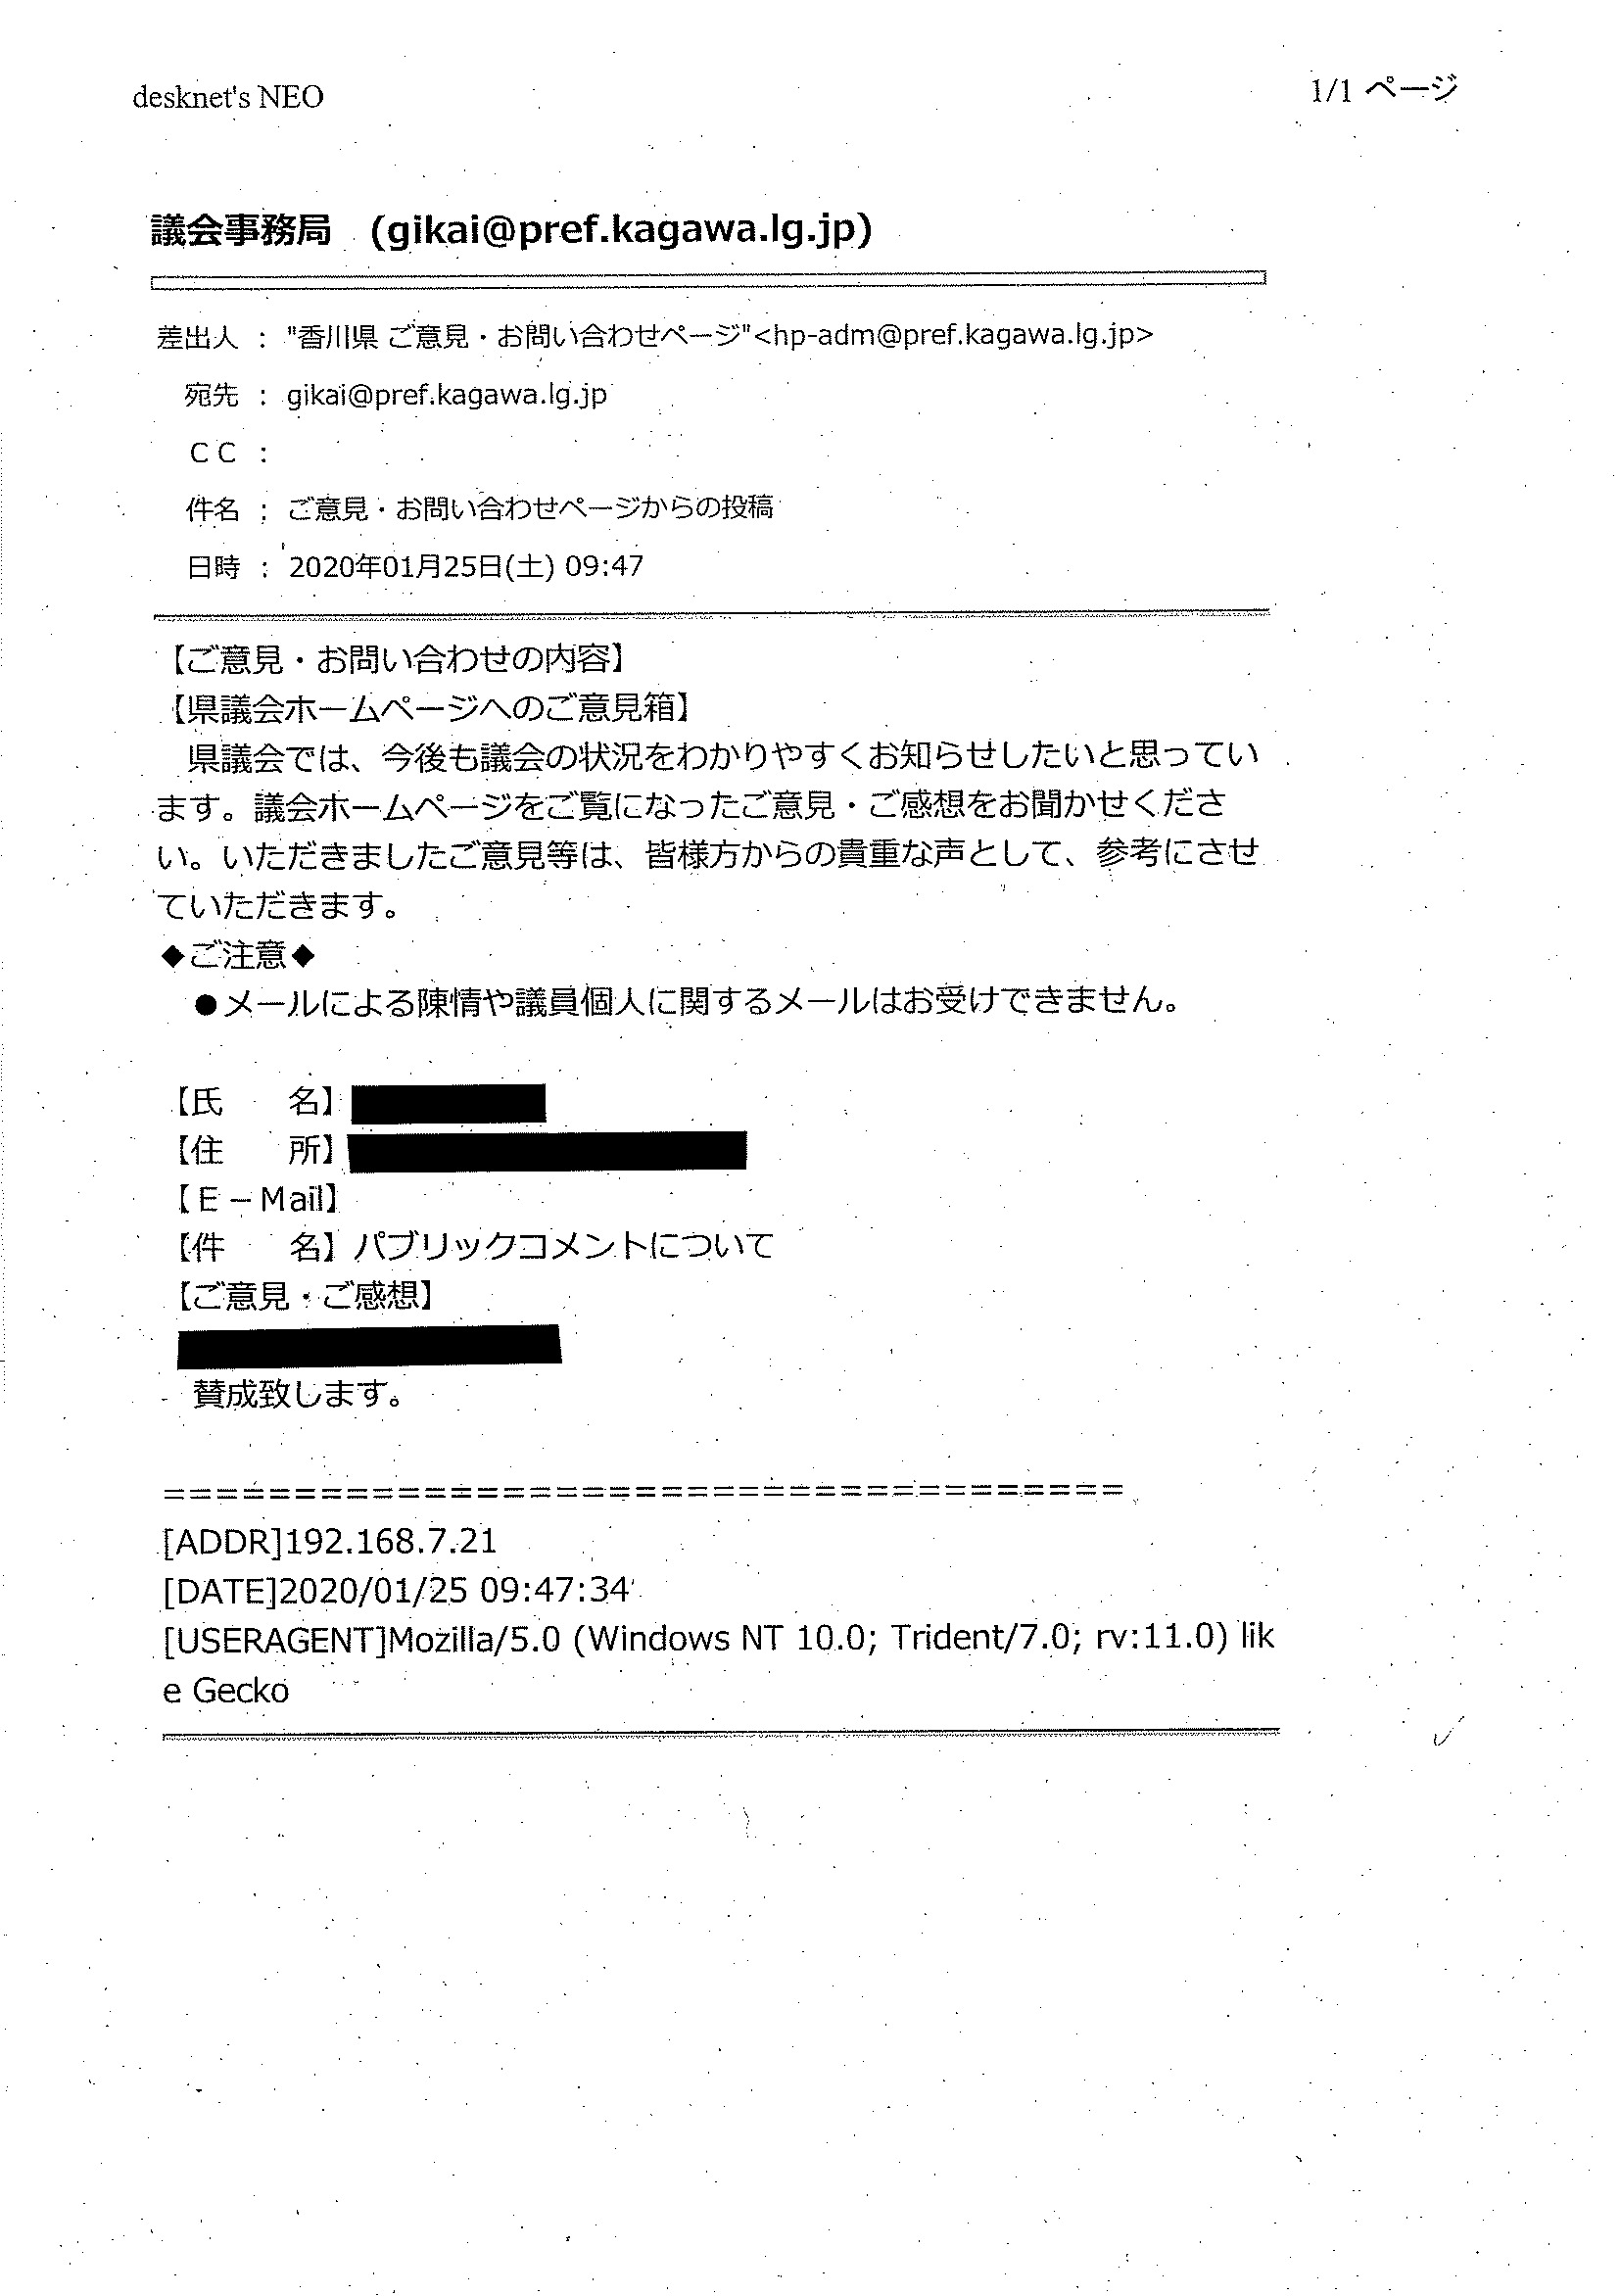 desknet's NEO
1/1 ページ
議会事務局 (gikai@pref.kagawa.lg.jp)
差出人 : "香川県 ご意見・お問い合わせページ"<hp-adm@pref.kagawa.lg.jp>
宛先 : gikai@pref.kagawa.lg.jp
ＣＣ :
件名 : ご意見・お問い合わせページからの投稿
日時 : 2020年01月25日(土) 09:47
【ご意見・お問い合わせの内容】
【県議会ホームページへのご意見箱】
県議会では、今後も議会の状況をわかりやすくお知らせしたいと思ってい
ます。議会ホームページをご覧になったご意見・ご感想をお聞かせくださ
い。いただきましたご意見等は、皆様方からの貴重な声として、参考にさせ
ていただきます。
◆ご注意◆
●メールによる陳情や議員個人に関するメールはお受けできません。
【氏　　名】
【住　　所】
【Ｅ－Mail】
【件　　名】パブリックコメントについて
【ご意見・ご感想】
賛成致します。
=====================================
[ADDR]192.168.7.21
[DATE]2020/01/25 09:47:34
[USERAGENT]Mozilla/5.0 (Windows NT 10.0; Trident/7.0; rv:11.0) lik
e Gecko